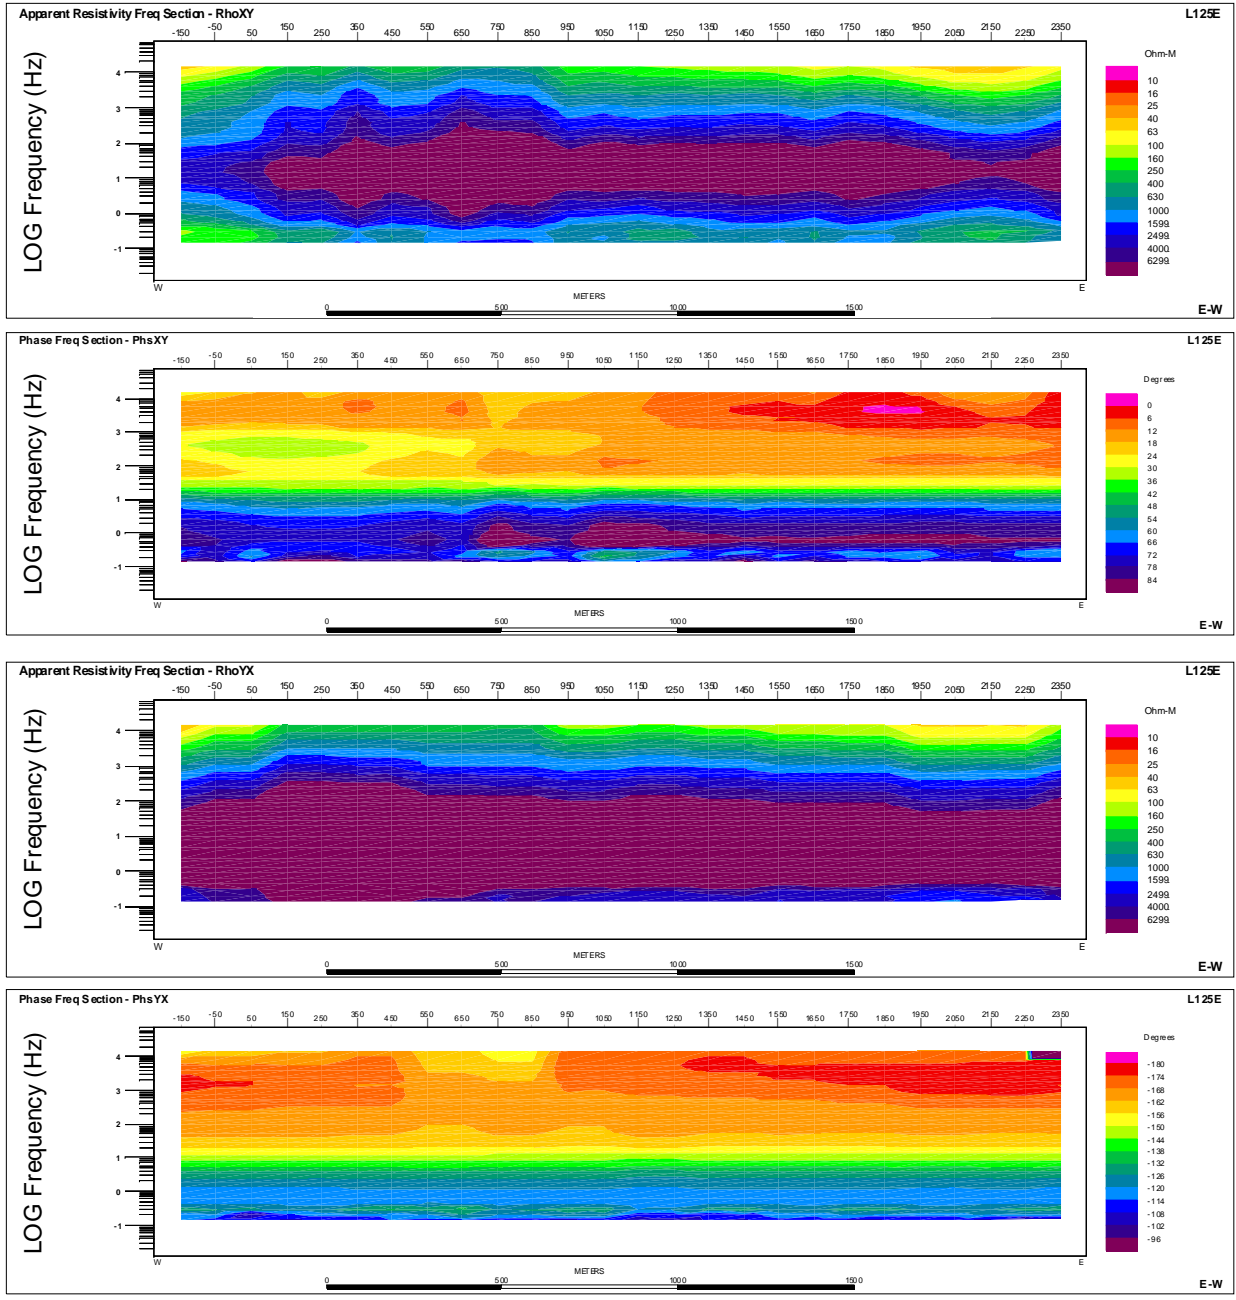 Apparent Resistivity Freq Section - RhoXY L125E
-150 -50 50 150 250 350 450 550 650 750 850 950 1050 1150 1250 1350 1450 1550 1650 1750 1850 1950 2050 2150 2250 2350
LOG Frequency (Hz)
4
3
2
1
0
-1
Ohm-M
10
16
25
40
63
100
160
250
400
630
1000
1599.
2499.
4000.
6299.
W E
METERS
0 500 1000 1500
E-W
Phase Freq Section - PhsXY L125E
-150 -50 50 150 250 350 450 550 650 750 850 950 1050 1150 1250 1350 1450 1550 1650 1750 1850 1950 2050 2150 2250 2350
LOG Frequency (Hz)
4
3
2
1
0
-1
Degrees
0
6
12
18
24
30
36
42
48
54
60
66
72
78
84
W E
METERS
0 500 1000 1500
E-W
Apparent Resistivity Freq Section - RhoYX L125E
-150 -50 50 150 250 350 450 550 650 750 850 950 1050 1150 1250 1350 1450 1550 1650 1750 1850 1950 2050 2150 2250 2350
LOG Frequency (Hz)
4
3
2
1
0
-1
Ohm-M
10
16
25
40
63
100
160
250
400
630
1000
1599.
2499.
4000.
6299.
W E
METERS
0 500 1000 1500
E-W
Phase Freq Section - PhsYX L125E
-150 -50 50 150 250 350 450 550 650 750 850 950 1050 1150 1250 1350 1450 1550 1650 1750 1850 1950 2050 2150 2250 2350
LOG Frequency (Hz)
4
3
2
1
0
-1
Degrees
-180
-174
-168
-162
-156
-150
-144
-138
-132
-126
-120
-114
-108
-102
-96
W E
METERS
0 500 1000 1500
E-W